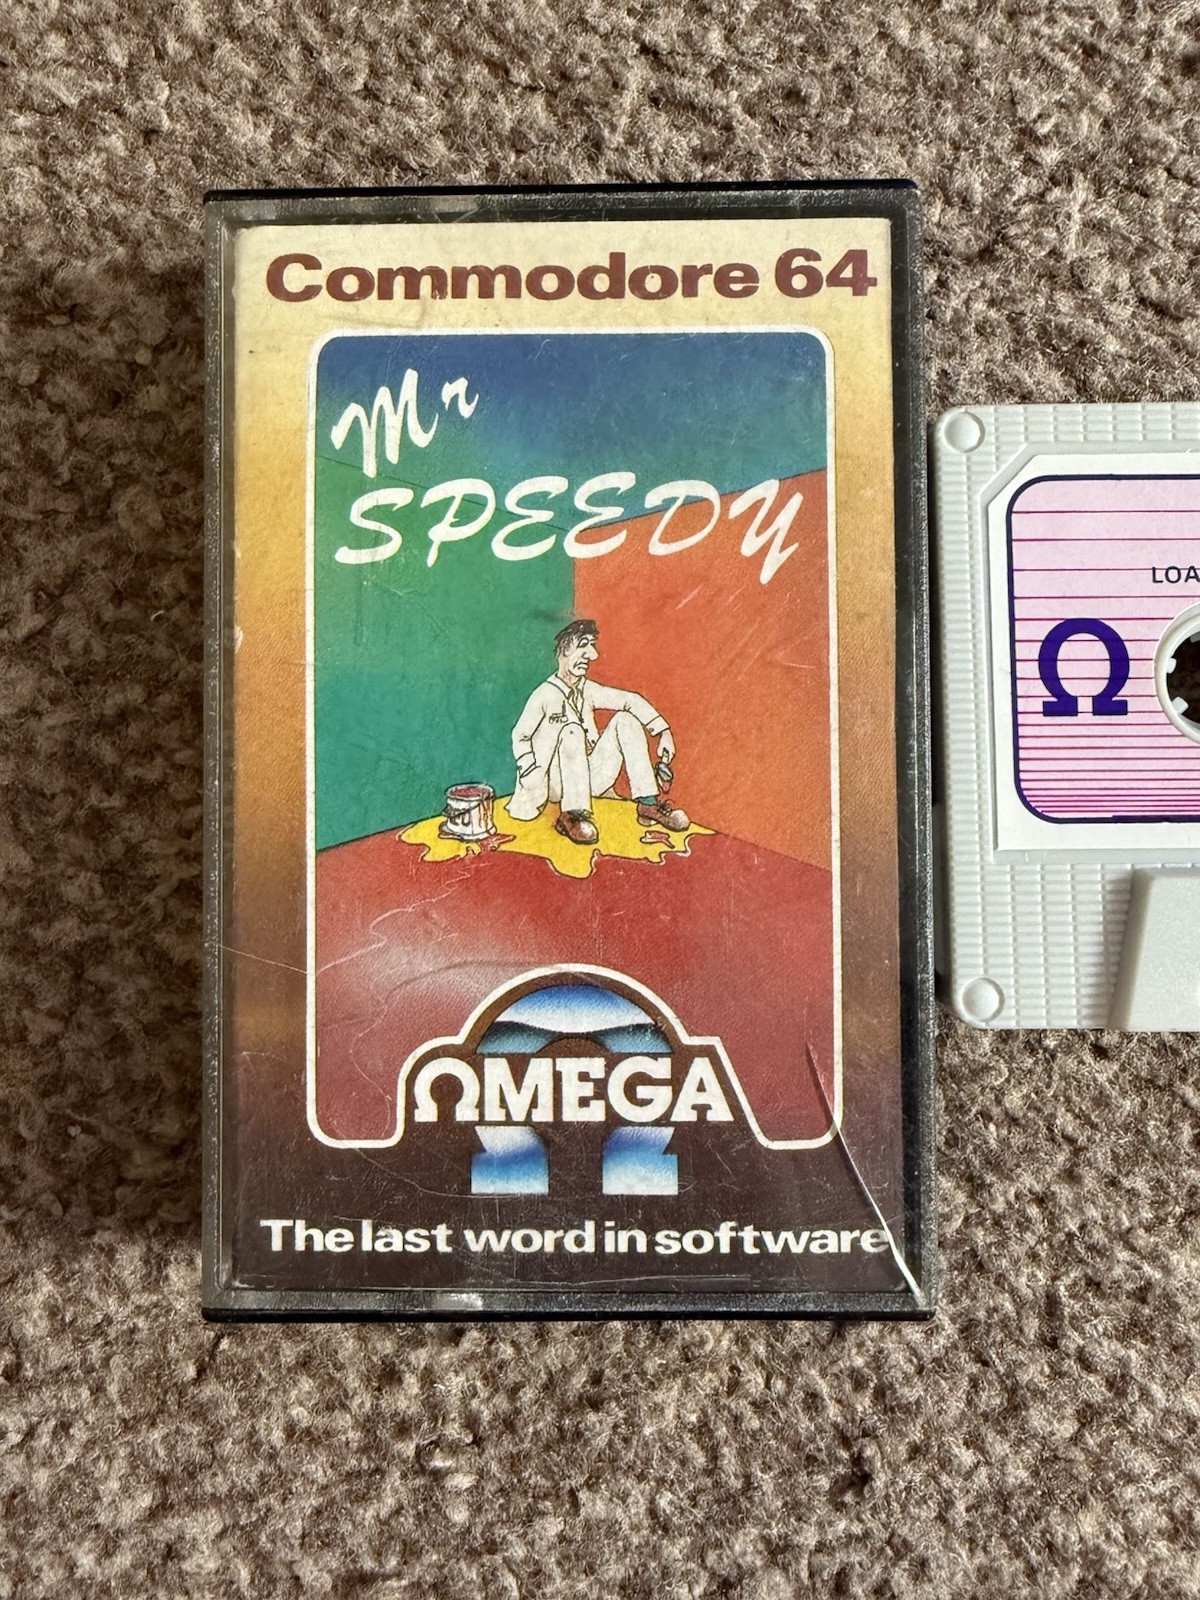 Commodore 64
Mr
SPEEDY
ΩMEGA
The last word in software
LOA
Ω